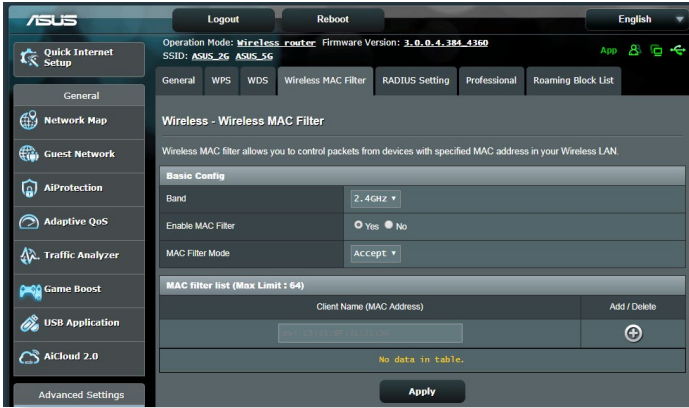 ASUS
Logout
Reboot
English
Quick Internet
Setup
Operation Mode: Wireless router Firmware Version: 3.0.0.4.384_4360
SSID: ASUS_2G ASUS_5G
App
General
WPS
WDS
Wireless MAC Filter
RADIUS Setting
Professional
Roaming Block List
General
Network Map
Guest Network
AiProtection
Adaptive QoS
Traffic Analyzer
Game Boost
USB Application
AiCloud 2.0
Advanced Settings
Wireless - Wireless MAC Filter
Wireless MAC filter allows you to control packets from devices with specified MAC address in your Wireless LAN.
Basic Config
Band
2.4GHz
Enable MAC Filter
Yes No
MAC Filter Mode
Accept
MAC filter list (Max Limit : 64)
Client Name (MAC Address)
Add / Delete
No data in table.
Apply